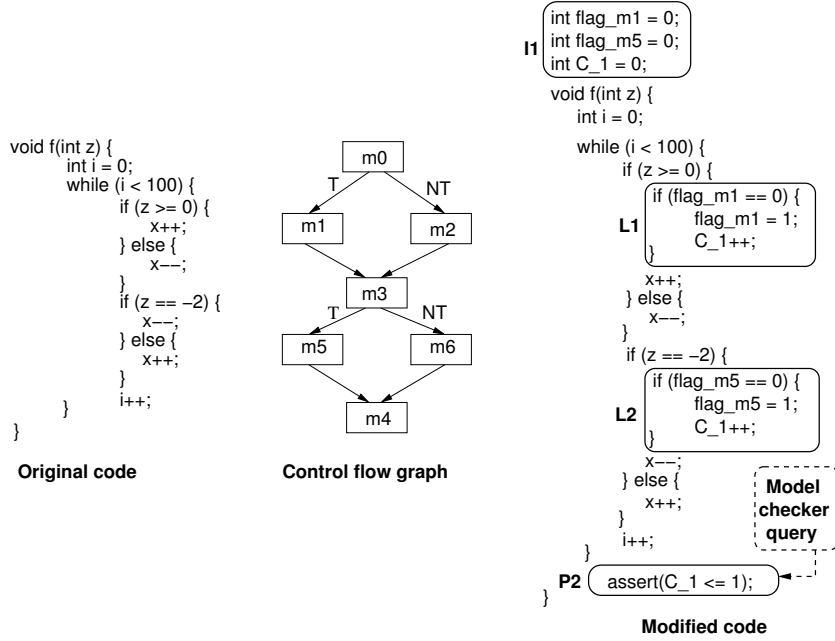 void f(int z) {
int i = 0;
while (i < 100) {
if (z >= 0) {
x++;
} else {
x−−;
}
if (z == −2) {
x−−;
} else {
x++;
}
i++;
}
}
Original code
m0
T
NT
m1
m2
m3
T
NT
m5
m6
m4
Control flow graph
I1
int flag_m1 = 0;
int flag_m5 = 0;
int C_1 = 0;
void f(int z) {
int i = 0;
while (i < 100) {
if (z >= 0) {
L1
if (flag_m1 == 0) {
flag_m1 = 1;
C_1++;
}
x++;
} else {
x−−;
}
if (z == −2) {
L2
if (flag_m5 == 0) {
flag_m5 = 1;
C_1++;
}
x−−;
} else {
x++;
}
i++;
}
P2
assert(C_1 <= 1);
}
Model
checker
query
Modified code